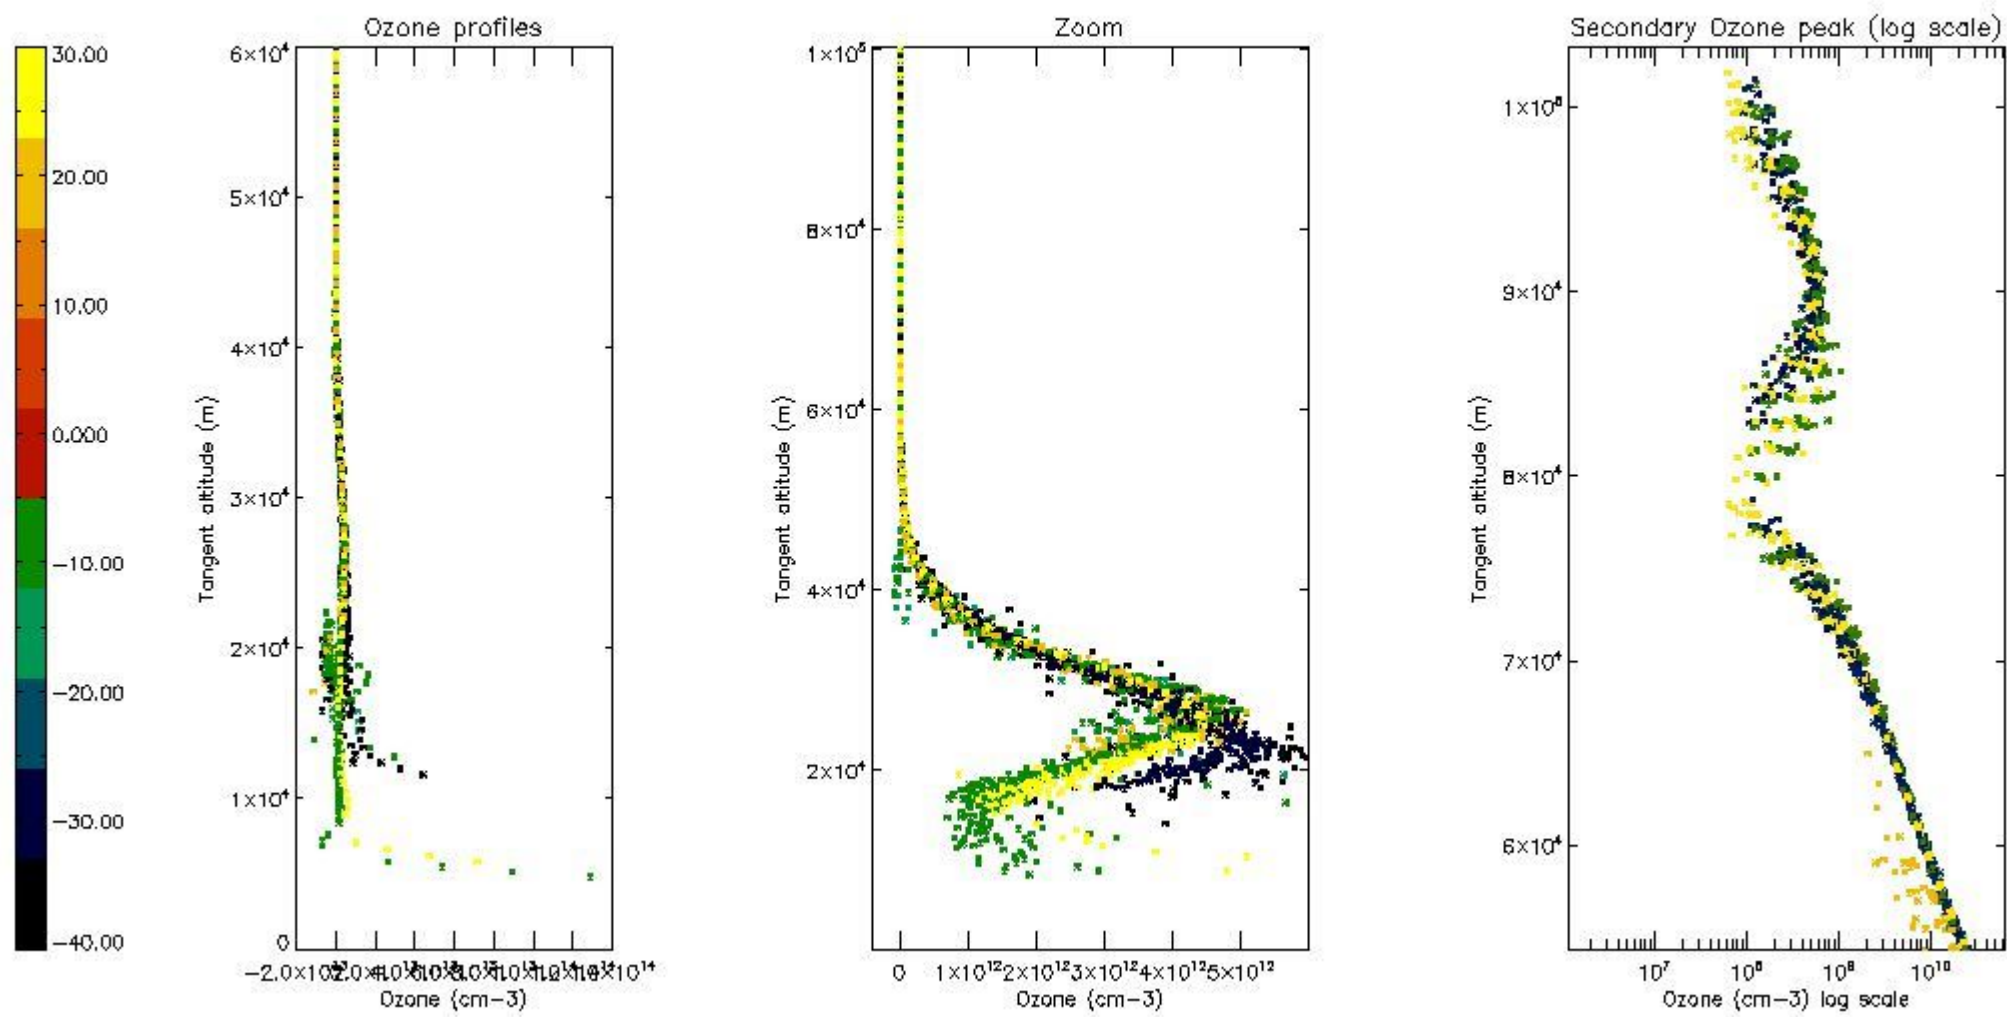 Ozone profiles
Zoom
Secondary Ozone peak (log scale)
30.00
20.00
10.00
0.000
−10.00
−20.00
−30.00
−40.00
6×10⁴
5×10⁴
4×10⁴
3×10⁴
2×10⁴
1×10⁴
0
Tangent altitude (m)
Ozone (cm−3)
1×10⁵
8×10⁴
6×10⁴
4×10⁴
2×10⁴
Tangent altitude (m)
0 1×10¹² 2×10¹² 3×10¹² 4×10¹² 5×10¹²
Ozone (cm−3)
1×10⁵
9×10⁴
8×10⁴
7×10⁴
6×10⁴
Tangent altitude (m)
10⁷ 10⁸ 10⁹ 10¹⁰
Ozone (cm−3) log scale